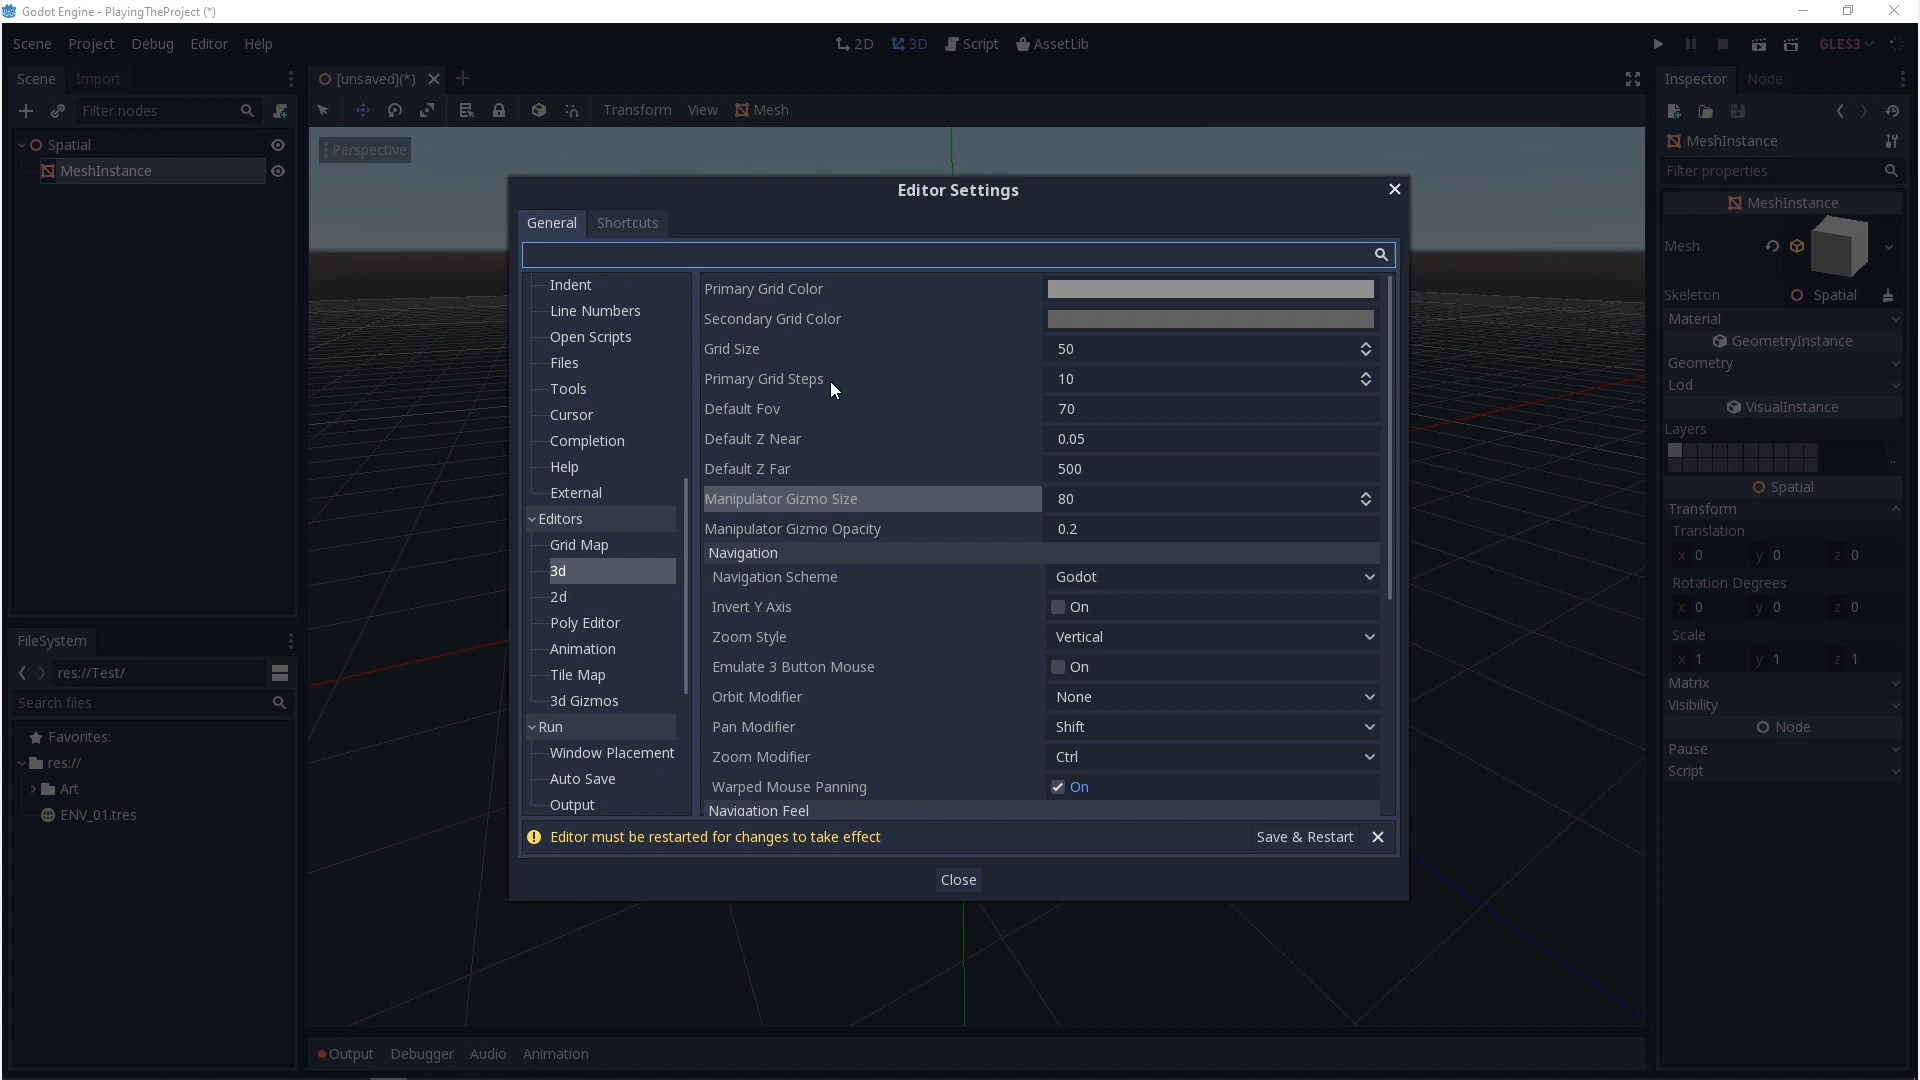 Godot Engine - PlayingTheProject (*)
Scene Project Debug Editor Help
2D 3D Script AssetLib
GLES3
Scene Import
Filter nodes
Spatial
MeshInstance
[unsaved](*)
Transform View Mesh
Perspective
Editor Settings
General Shortcuts
Indent
Line Numbers
Open Scripts
Files
Tools
Cursor
Completion
Help
External
Editors
Grid Map
3d
2d
Poly Editor
Animation
Tile Map
3d Gizmos
Run
Window Placement
Auto Save
Output
Primary Grid Color
Secondary Grid Color
Grid Size 50
Primary Grid Steps 10
Default Fov 70
Default Z Near 0.05
Default Z Far 500
Manipulator Gizmo Size 80
Manipulator Gizmo Opacity 0.2
Navigation
Navigation Scheme Godot
Invert Y Axis On
Zoom Style Vertical
Emulate 3 Button Mouse On
Orbit Modifier None
Pan Modifier Shift
Zoom Modifier Ctrl
Warped Mouse Panning On
Navigation Feel
Editor must be restarted for changes to take effect Save & Restart
Close
FileSystem
res://Test/
Search files
Favorites:
res://
Art
ENV_01.tres
Output Debugger Audio Animation
Inspector Node
MeshInstance
Filter properties
MeshInstance
Mesh
Skeleton Spatial
Material
GeometryInstance
Geometry
Lod
VisualInstance
Layers
..
Spatial
Transform
Translation
x 0 y 0 z 0
Rotation Degrees
x 0 y 0 z 0
Scale
x 1 y 1 z 1
Matrix
Visibility
Node
Pause
Script